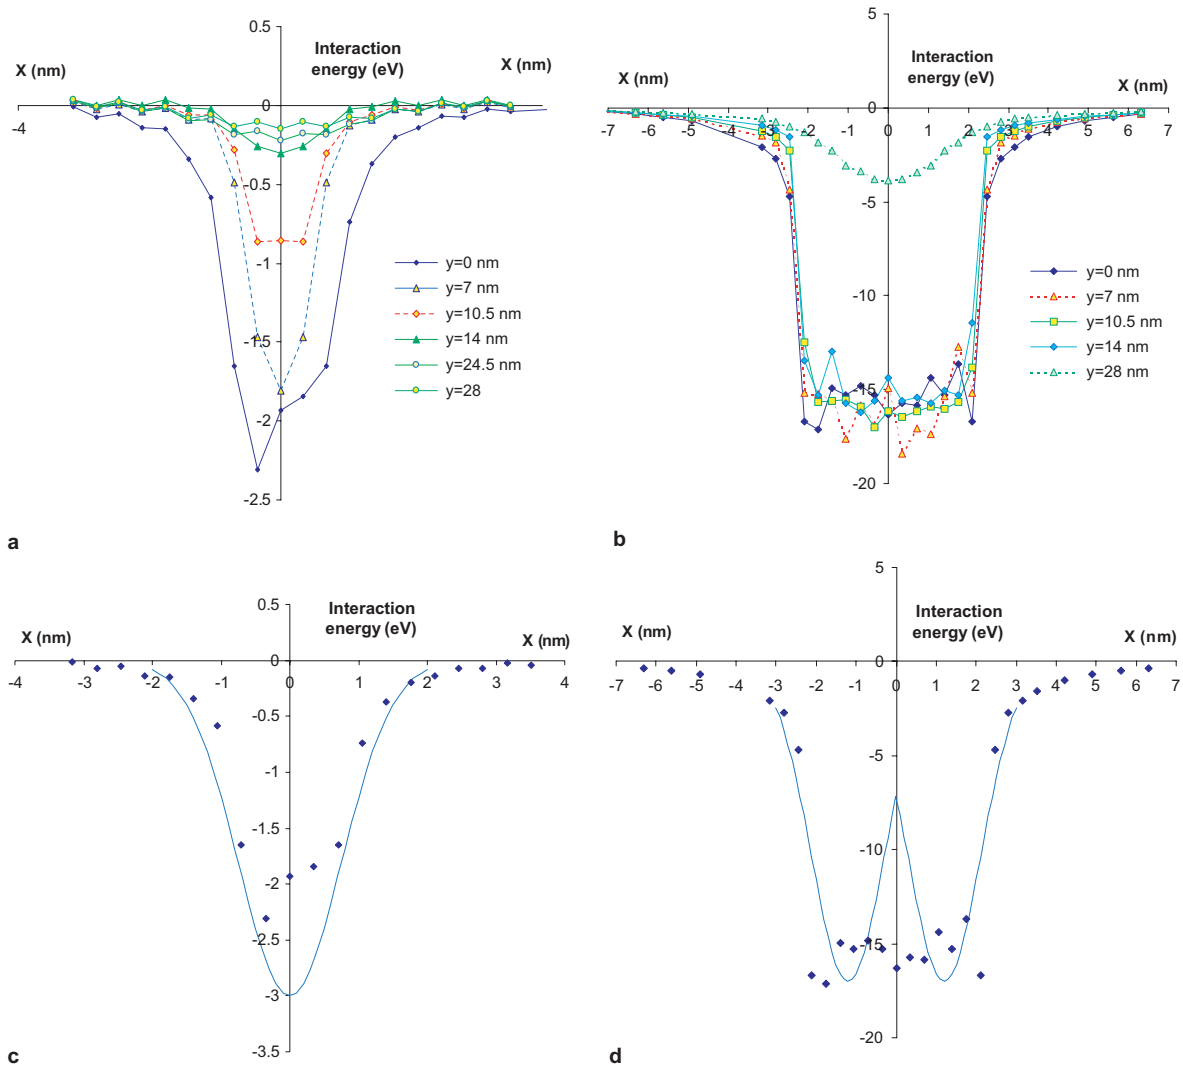 0.5
Interaction
energy (eV)
X (nm)
X (nm)
0
-4
-0.5
-1
-1.5
-2
-2.5
y=0 nm
y=7 nm
y=10.5 nm
y=14 nm
y=24.5 nm
y=28
a
5
Interaction
energy (eV)
X (nm)
X (nm)
0
-7 -6 -5 -4 -3 -2 -1 0 1 2 3 4 5 6 7
-5
-10
-15
-20
y=0 nm
y=7 nm
y=10.5 nm
y=14 nm
y=28 nm
b
0.5
Interaction
energy (eV)
X (nm)
X (nm)
0
-4 -3 -2 -1 0 1 2 3 4
-0.5
-1
-1.5
-2
-2.5
-3
-3.5
c
5
Interaction
energy (eV)
X (nm)
X (nm)
0
-7 -6 -5 -4 -3 -2 -1 0 1 2 3 4 5 6 7
-5
-10
-15
-20
d